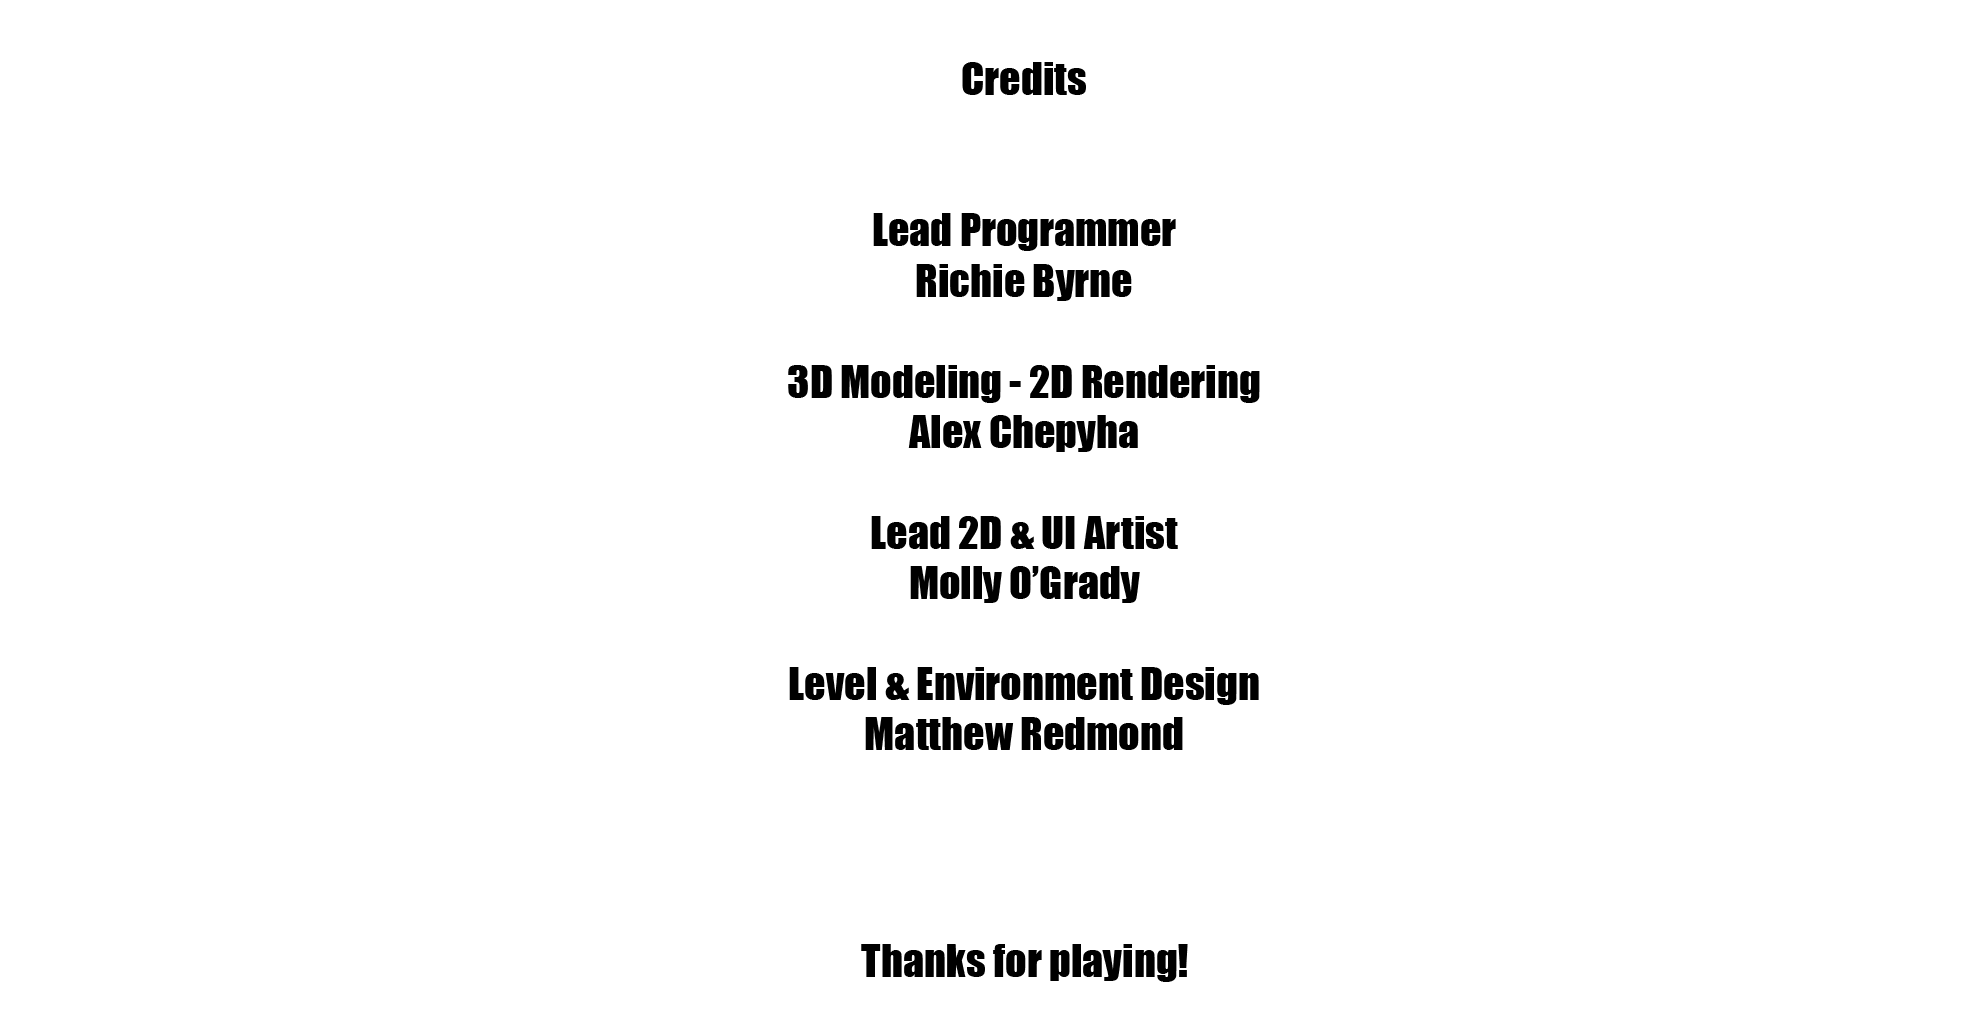 Credits
Lead Programmer
Richie Byrne
3D Modeling - 2D Rendering
Alex Chepyha
Lead 2D & UI Artist
Molly O’Grady
Level & Environment Design
Matthew Redmond
Thanks for playing!